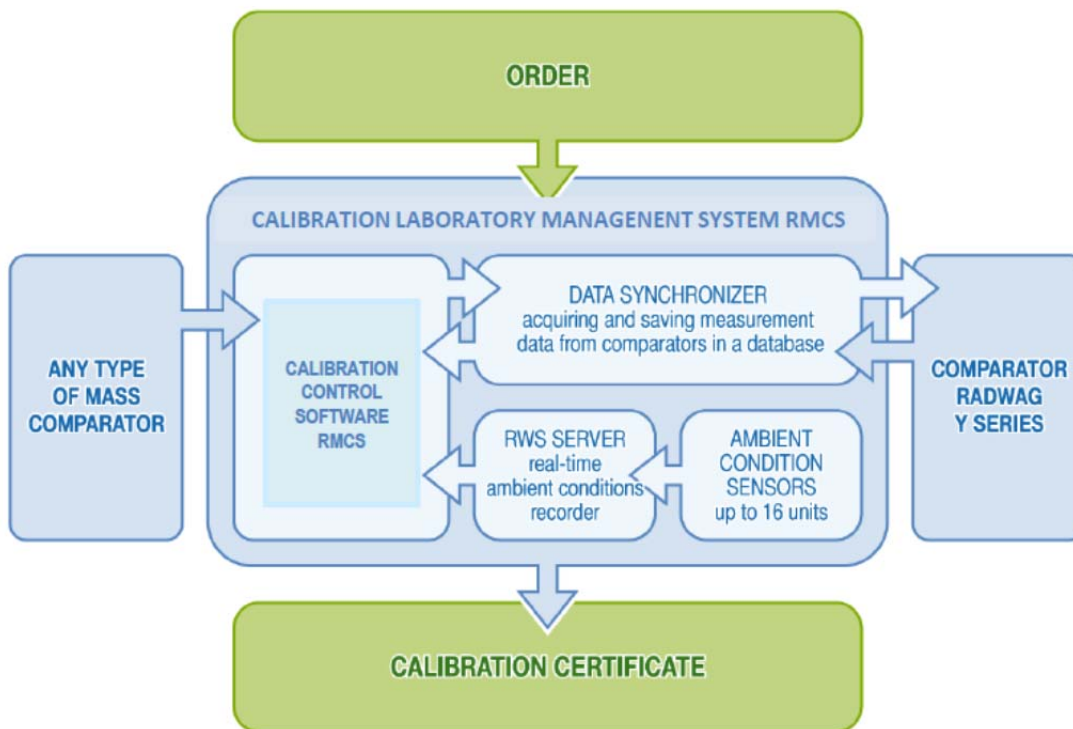 ORDER
CALIBRATION LABORATORY MANAGEMENT SYSTEM RMCS
ANY TYPE
OF MASS
COMPARATOR
CALIBRATION
CONTROL
SOFTWARE
RMCS
DATA SYNCHRONIZER
acquiring and saving measurement
data from comparators in a database
RWS SERVER
real-time
ambient conditions
recorder
AMBIENT
CONDITION
SENSORS
up to 16 units
COMPARATOR
RADWAG
Y SERIES
CALIBRATION CERTIFICATE